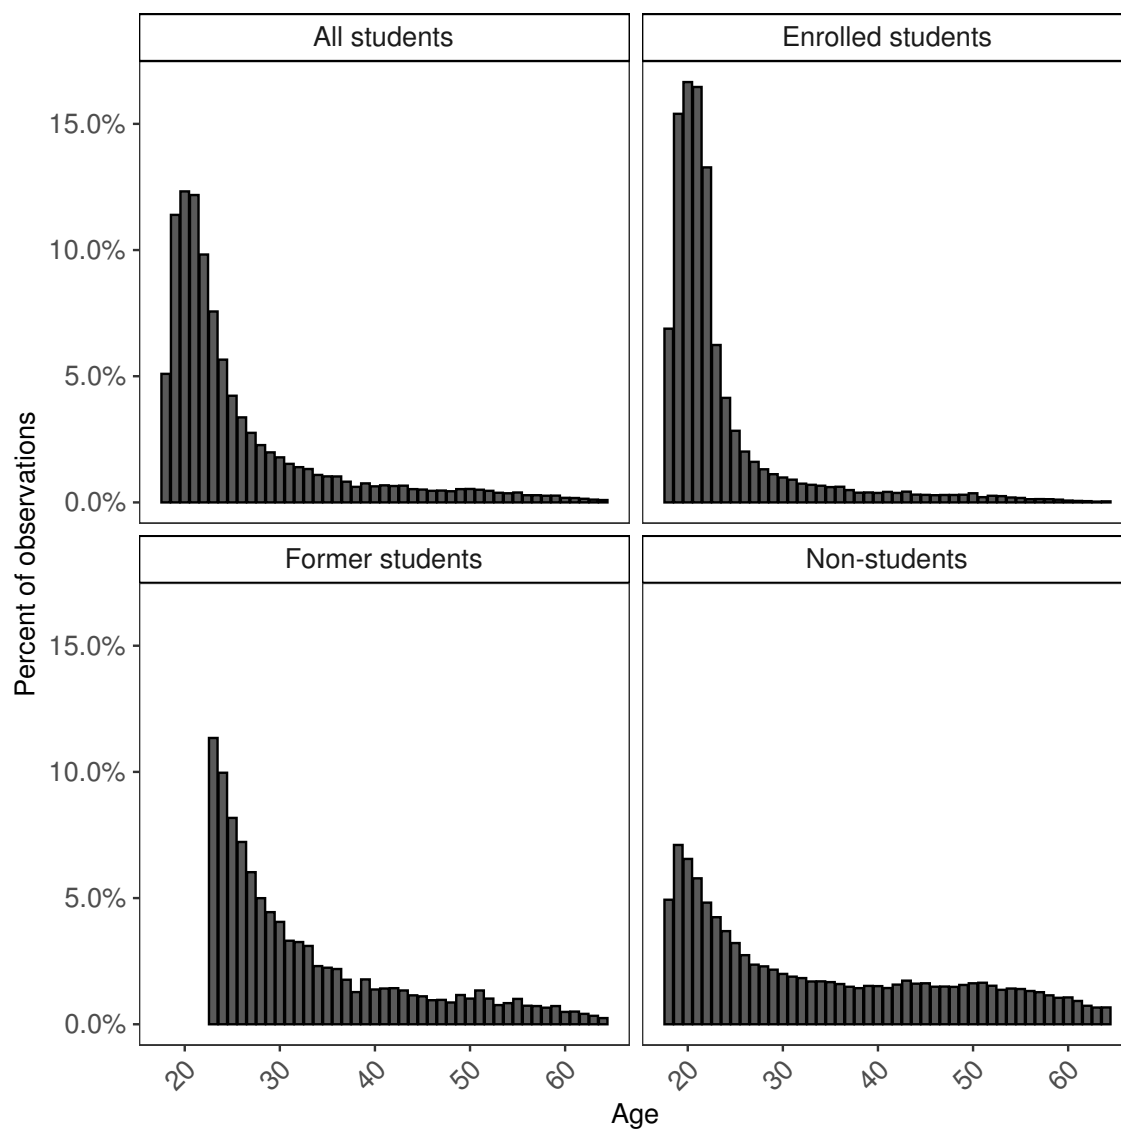 All students
Enrolled students
15.0%
10.0%
5.0%
0.0%
Former students
Non-students
15.0%
10.0%
5.0%
0.0%
Percent of observations
20 30 40 50 60
20 30 40 50 60
Age